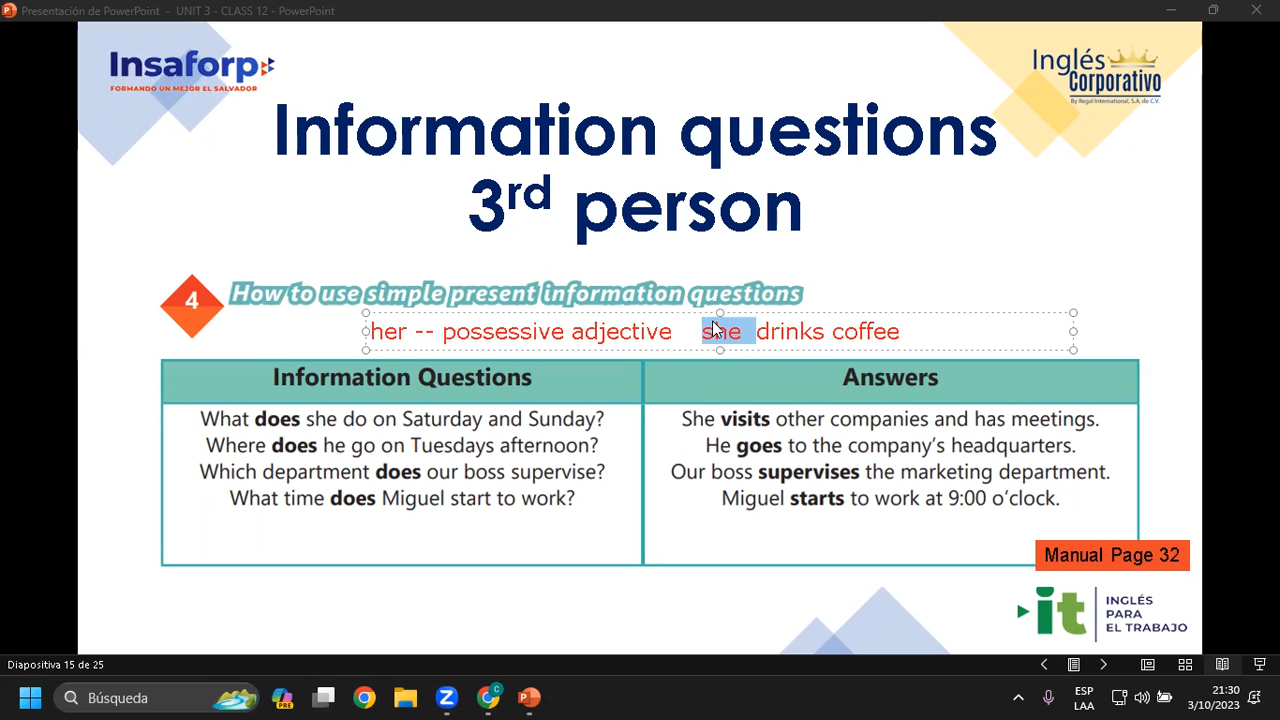 Presentación de PowerPoint - UNIT 3 - CLASS 12 - PowerPoint
Insaforp
FORMANDO UN MEJOR EL SALVADOR
Inglés
Corporativo
By Regal International, S.A. de C.V.
Information questions
3rd person
4
How to use simple present information questions
her -- possessive adjective she drinks coffee
Information Questions
Answers
What does she do on Saturday and Sunday?
She visits other companies and has meetings.
Where does he go on Tuesdays afternoon?
He goes to the company's headquarters.
Which department does our boss supervise?
Our boss supervises the marketing department.
What time does Miguel start to work?
Miguel starts to work at 9:00 o'clock.
Manual Page 32
it
INGLÉS
PARA
EL TRABAJO
Diapositiva 15 de 25
Búsqueda
PRE
C
ESP
LAA
21:30
3/10/2023